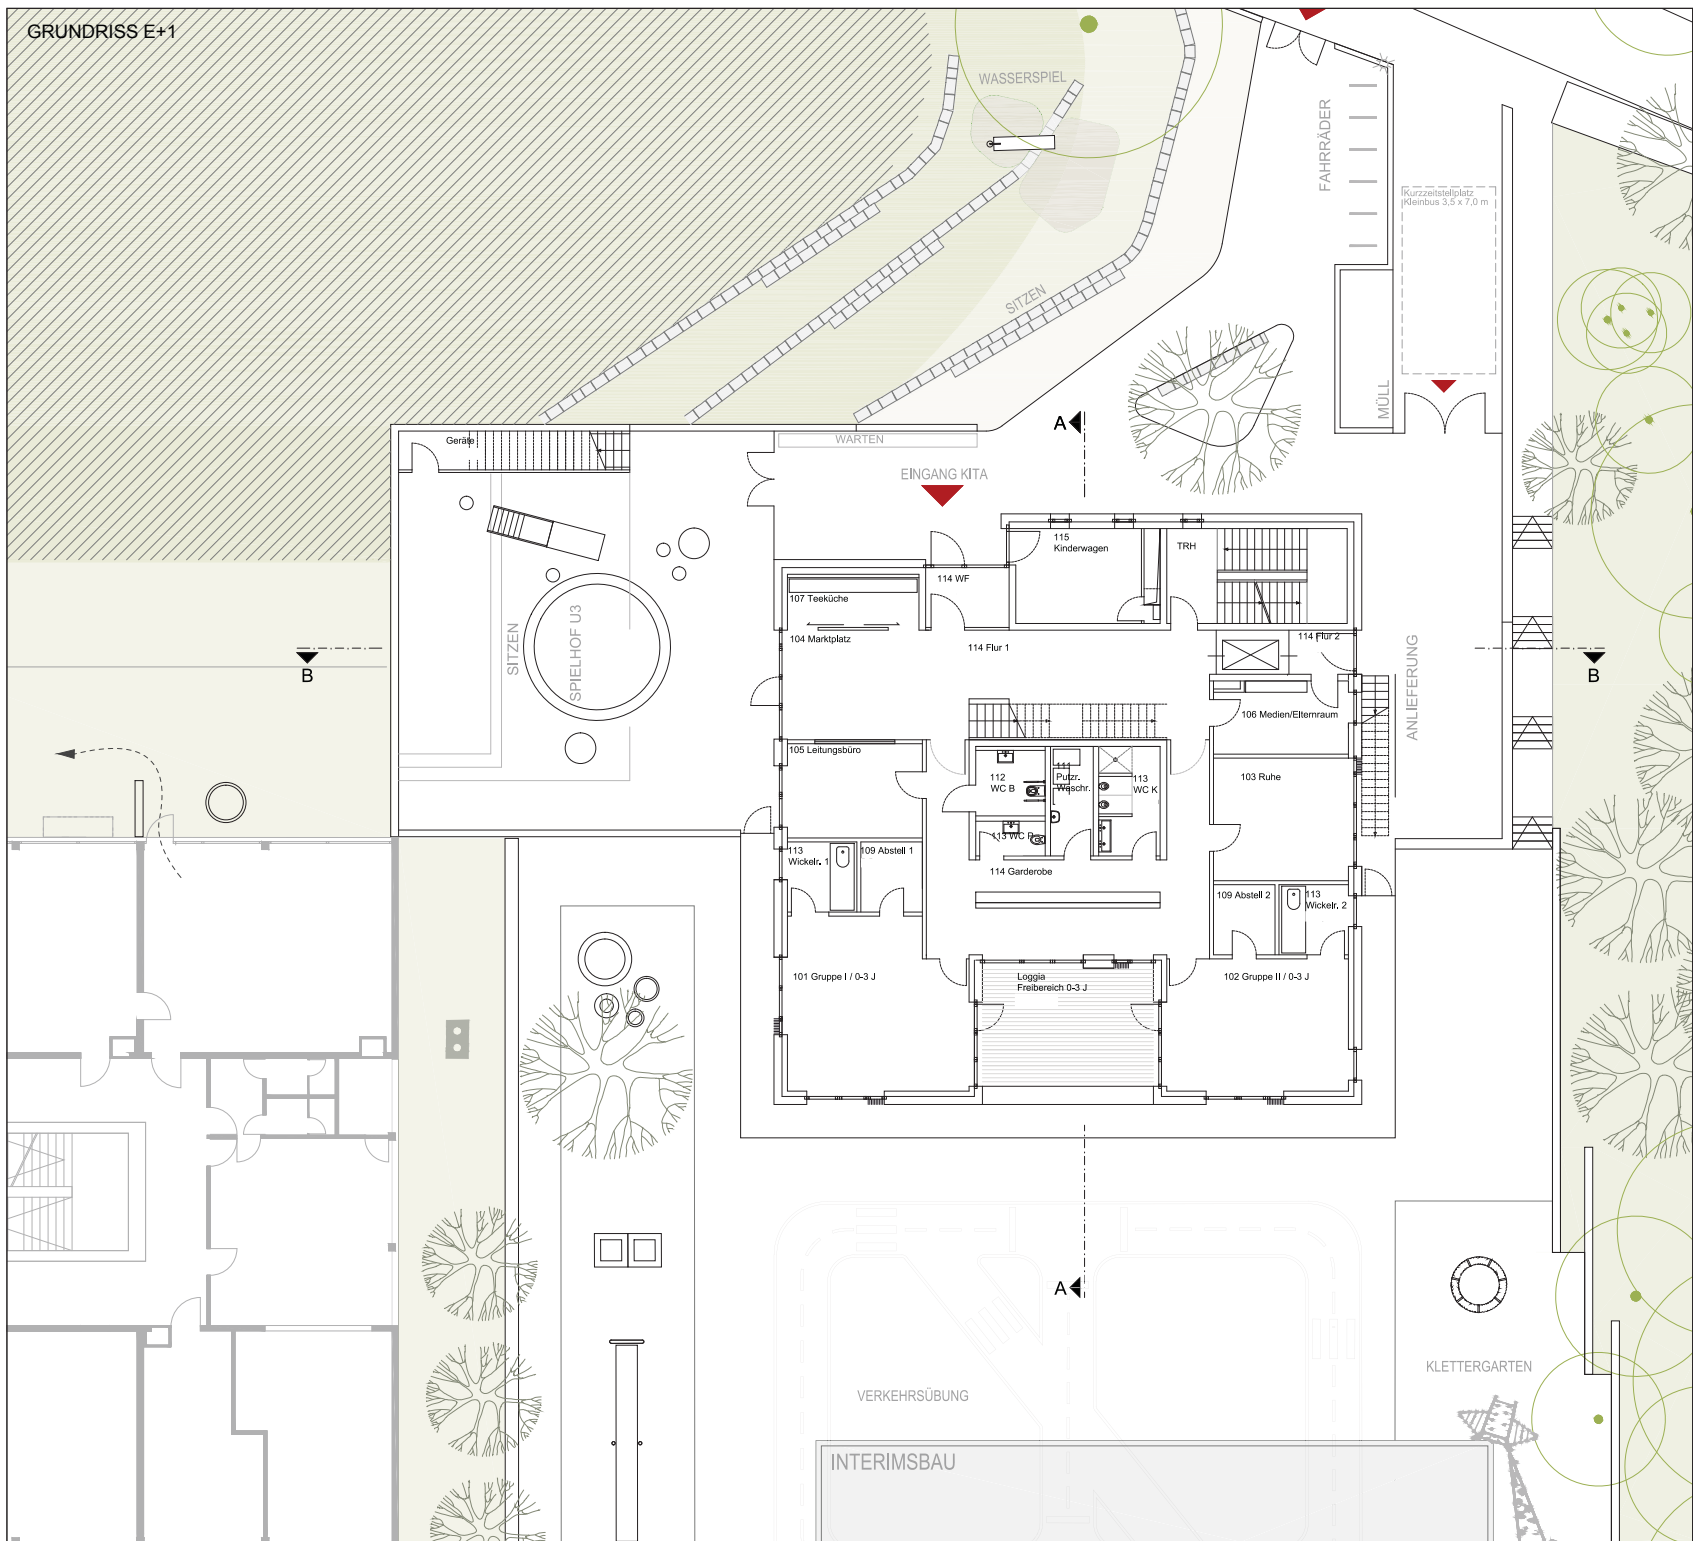 GRUNDRISS E+1
WASSERSPIEL
FAHRRÄDER
Kurzzeitstellplatz
Kleinbus 3,5 x 7,0 m
SITZEN
MÜLL
A
WARTEN
Geräte
EINGANG KITA
115
Kinderwagen
TRH
114 WF
107 Teeküche
104 Marktplatz
114 Flur 1
114 Flur 2
SITZEN
SPIELHOF U3
ANLIEFERUNG
B
B
106 Medien/Elternraum
105 Leitungsbüro
112
WC B
111
Putzr.
Waschr.
113
WC K
103 Ruhe
113 WC P
113
Wickelr. 1
109 Abstell 1
114 Garderobe
109 Abstell 2
113
Wickelr. 2
101 Gruppe I / 0-3 J
Loggia
Freibereich 0-3 J
102 Gruppe II / 0-3 J
A
KLETTERGARTEN
VERKEHRSÜBUNG
INTERIMSBAU